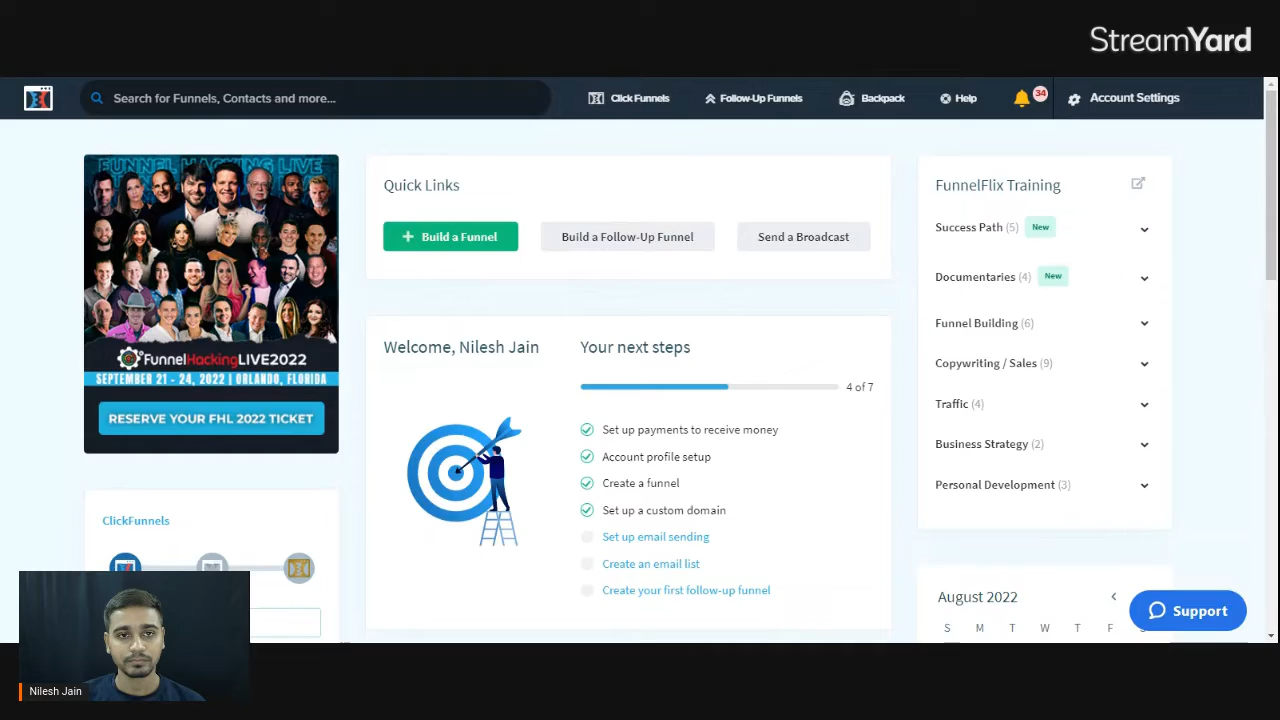 StreamYard
Search for Funnels, Contacts and more...
Click Funnels
Follow-Up Funnels
Backpack
Help
34
Account Settings
FUNNEL HACKING LIVE
FunnelHackingLIVE2022
SEPTEMBER 21 - 24, 2022 | ORLANDO, FLORIDA
RESERVE YOUR FHL 2022 TICKET
ClickFunnels
Quick Links
+ Build a Funnel
Build a Follow-Up Funnel
Send a Broadcast
Welcome, Nilesh Jain
Your next steps
4 of 7
Set up payments to receive money
Account profile setup
Create a funnel
Set up a custom domain
Set up email sending
Create an email list
Create your first follow-up funnel
FunnelFlix Training
Success Path (5) New
Documentaries (4) New
Funnel Building (6)
Copywriting / Sales (9)
Traffic (4)
Business Strategy (2)
Personal Development (3)
August 2022
S M T W T F
Support
Nilesh Jain